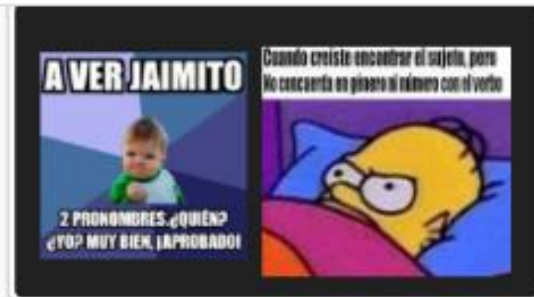 A VER JAIMITO
2 PRONOMBRES ¿QUIÉN?
¿YO? MUY BIEN, ¡APROBADO!
Cuando creíste encontrar el sujeto, pero
No concuerda en género ni número con el verbo